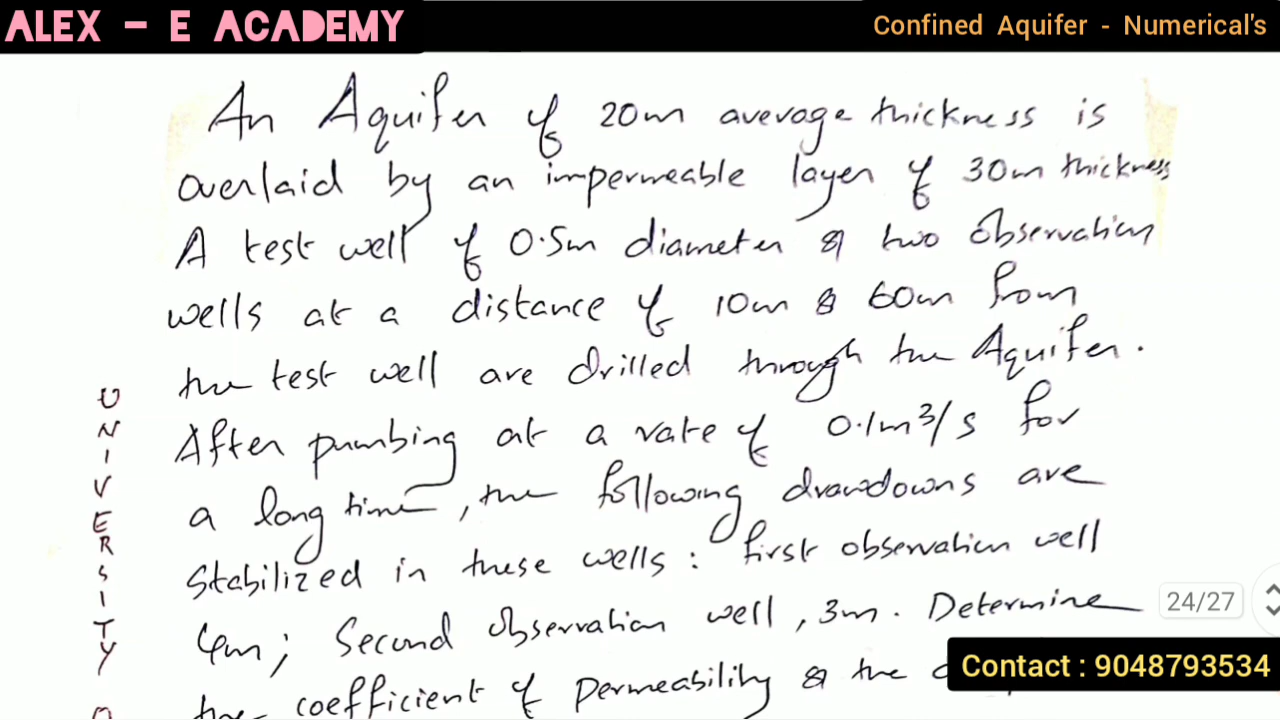 ALEX - E ACADEMY
Confined Aquifer - Numerical's
An Aquifer of 20m average thickness is
overlaid by an impermeable layer of 30m thickness
A test well of 0.5m diameter & two observation
wells at a distance of 10m & 60m from
the test well are drilled through the Aquifer.
After pumbing at a rate of 0.1m³/s for
a long time, the following drawdowns are
stabilized in these wells: first observation well
4m; Second observation well, 3m. Determine
the coefficient of permeability & the
UNIVERSITY
24/27
Contact : 9048793534